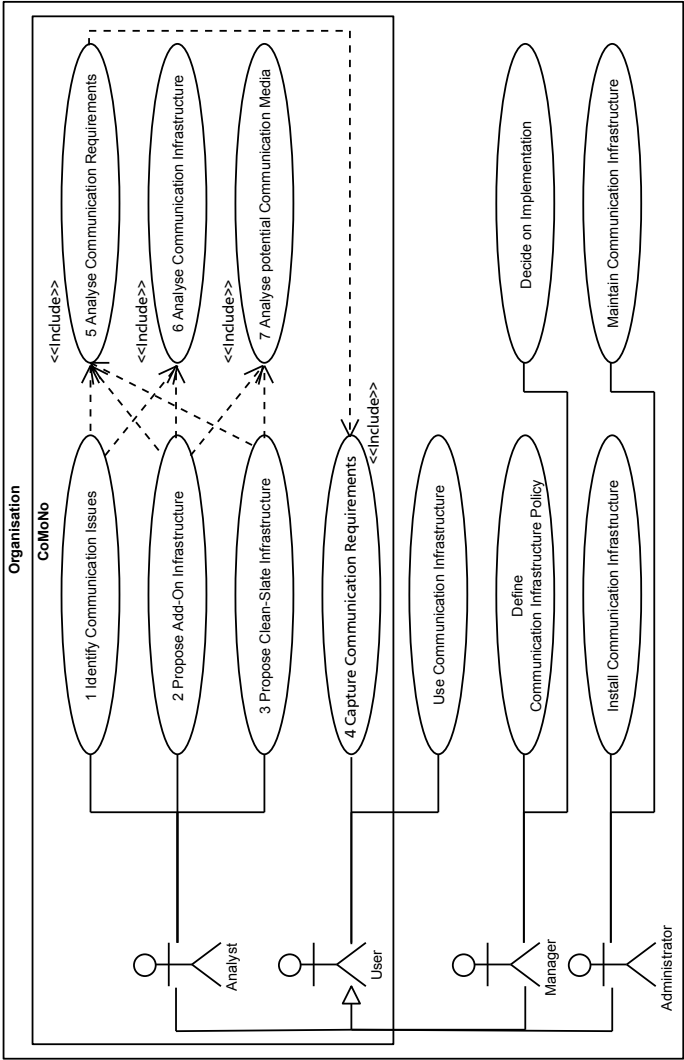 Organisation
CoMoNo
1 Identify Communication Issues
2 Propose Add-On Infrastructure
3 Propose Clean-Slate Infrastructure
4 Capture Communication Requirements
<<Include>>
5 Analyse Communication Requirements
<<Include>>
6 Analyse Communication Infrastructure
<<Include>>
7 Analyse potential Communication Media
<<Include>>
Use Communication Infrastructure
Define
Communication Infrastructure Policy
Decide on Implementation
Install Communication Infrastructure
Maintain Communication Infrastructure
Analyst
User
Manager
Administrator